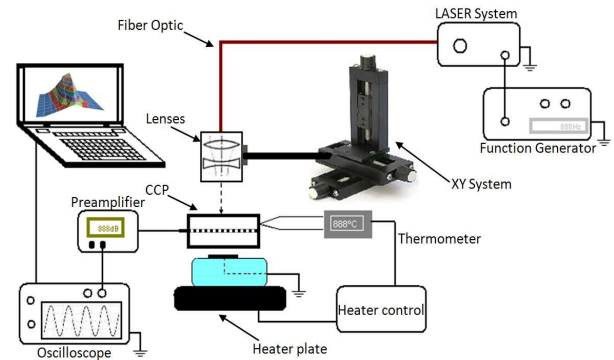 LASER System
Fiber Optic
Lenses
888Hz
Function Generator
XY System
CCP
Preamplifier
888dB
888°C
Thermometer
Heater control
Oscilloscope
Heater plate